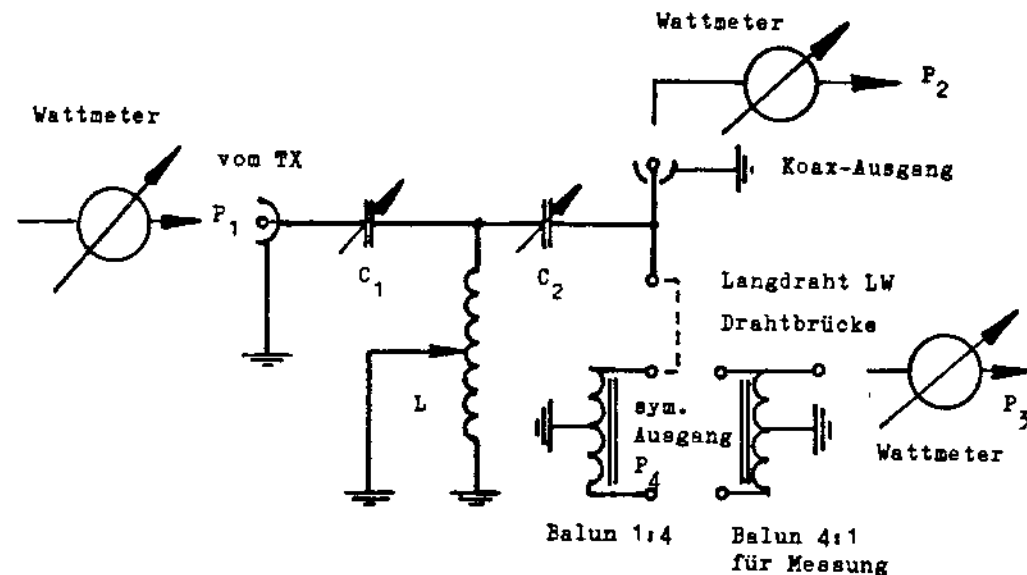 Wattmeter
P2
Wattmeter
vom TX
P1
Koax-Ausgang
C1
C2
Langdraht LW
Drahtbrücke
L
sym.
Ausgang
P4
P3
Wattmeter
Balun 1:4
Balun 4:1
für Messung